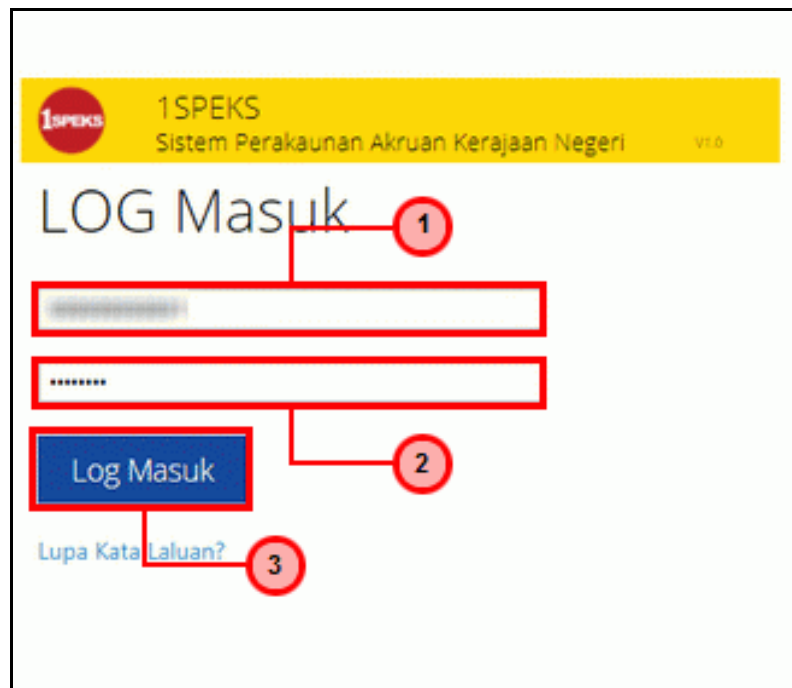 1SPEKS
1SPEKS
Sistem Perakaunan Akruan Kerajaan Negeri V1.0
LOG Masuk
1
2
Log Masuk
Lupa Kata Laluan?
3